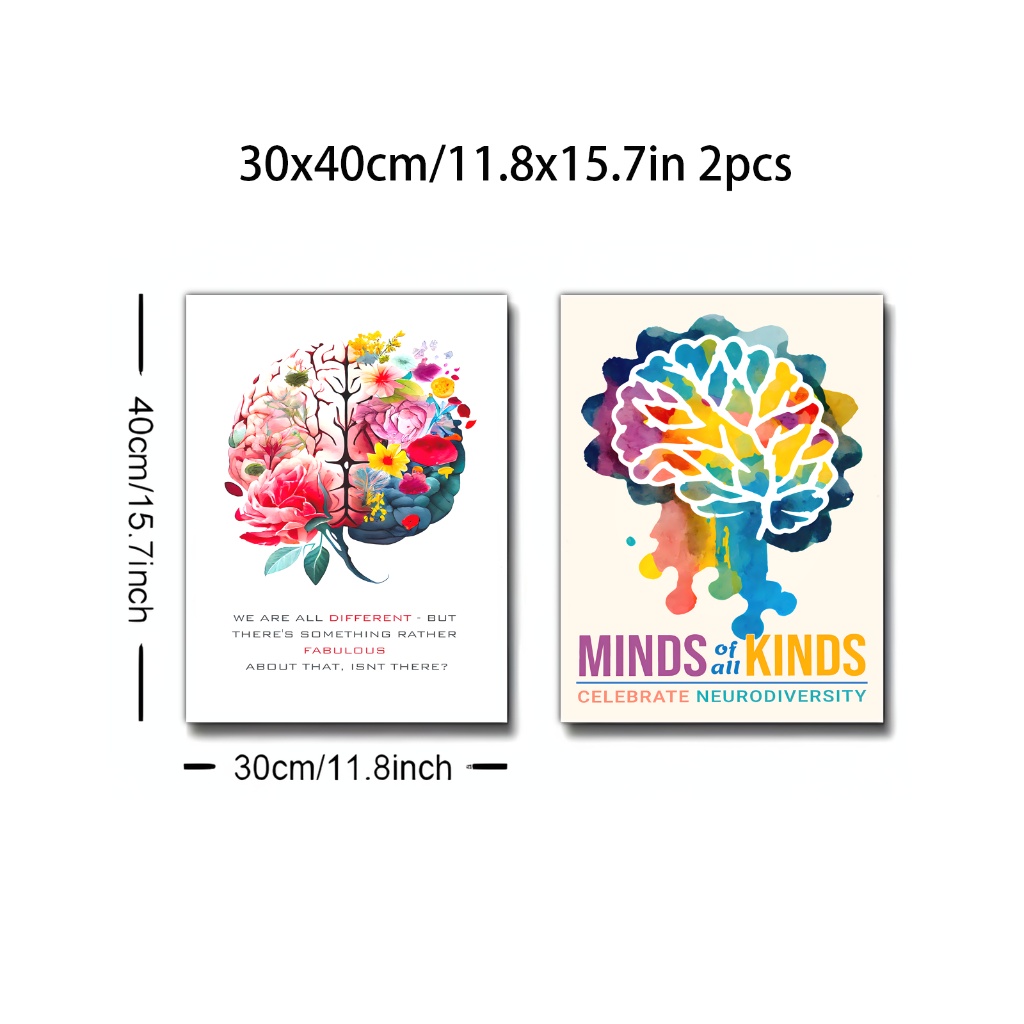 30x40cm/11.8x15.7in 2pcs
40cm/15.7inch
WE ARE ALL DIFFERENT - BUT
THERE'S SOMETHING RATHER
FABULOUS
ABOUT THAT, ISNT THERE?
MINDS of all KINDS
CELEBRATE NEURODIVERSITY
30cm/11.8inch